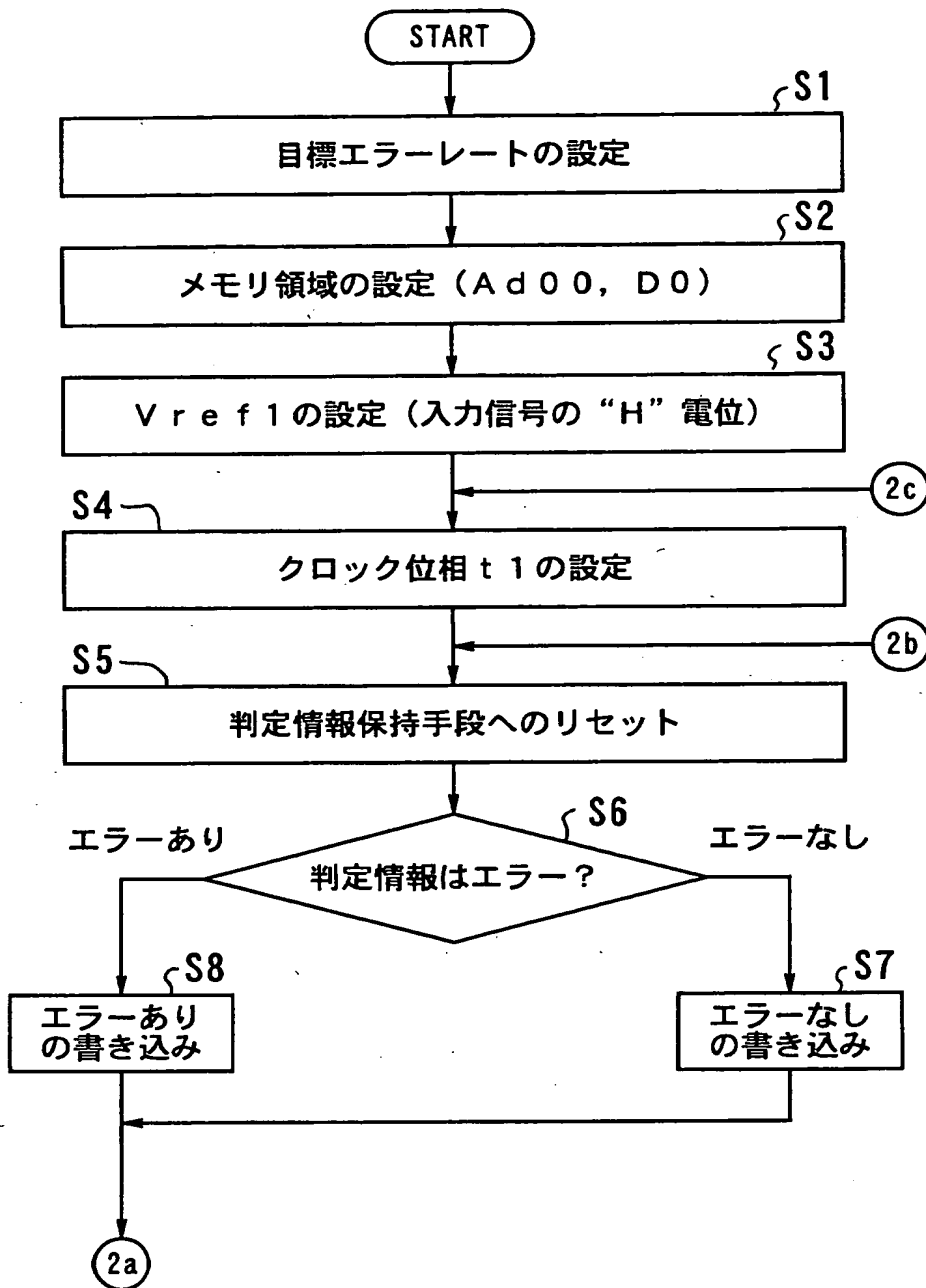 START
S1
目標エラーレートの設定
S2
メモリ領域の設定（Ａｄ００，Ｄ０）
S3
Ｖｒｅｆ１の設定（入力信号の“Ｈ”電位）
2c
S4
クロック位相ｔ１の設定
2b
S5
判定情報保持手段へのリセット
S6
エラーあり
エラーなし
判定情報はエラー？
S8
S7
エラーあり
の書き込み
エラーなし
の書き込み
2a